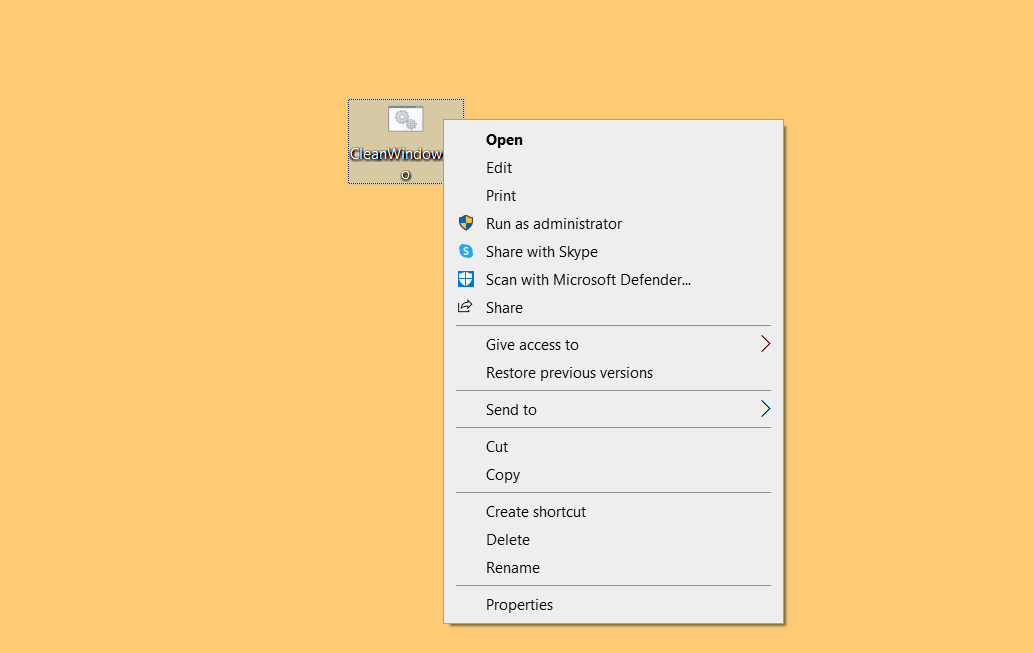 CleanWindow
o
Open
Edit
Print
Run as administrator
S
Share with Skype
Scan with Microsoft Defender...
Share
Give access to
Restore previous versions
Send to
Cut
Copy
Create shortcut
Delete
Rename
Properties